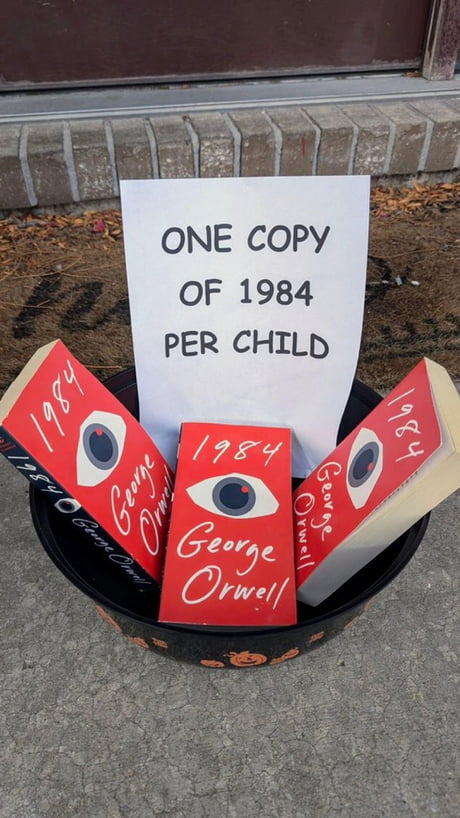 ONE COPY
OF 1984
PER CHILD
1984
George
Orwell
1984
George Orwell
1984
George
Orwell
1984
George
Orwell